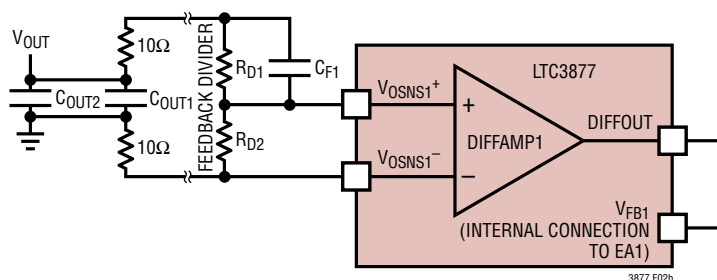 LTC3877
VOUT
10Ω
COUT2
COUT1
10Ω
FEEDBACK DIVIDER
RD1
CF1
RD2
VOSNS1+
+
DIFFAMP1
VOSNS1–
–
DIFFOUT
VFB1
(INTERNAL CONNECTION
TO EA1)
3877 F02b